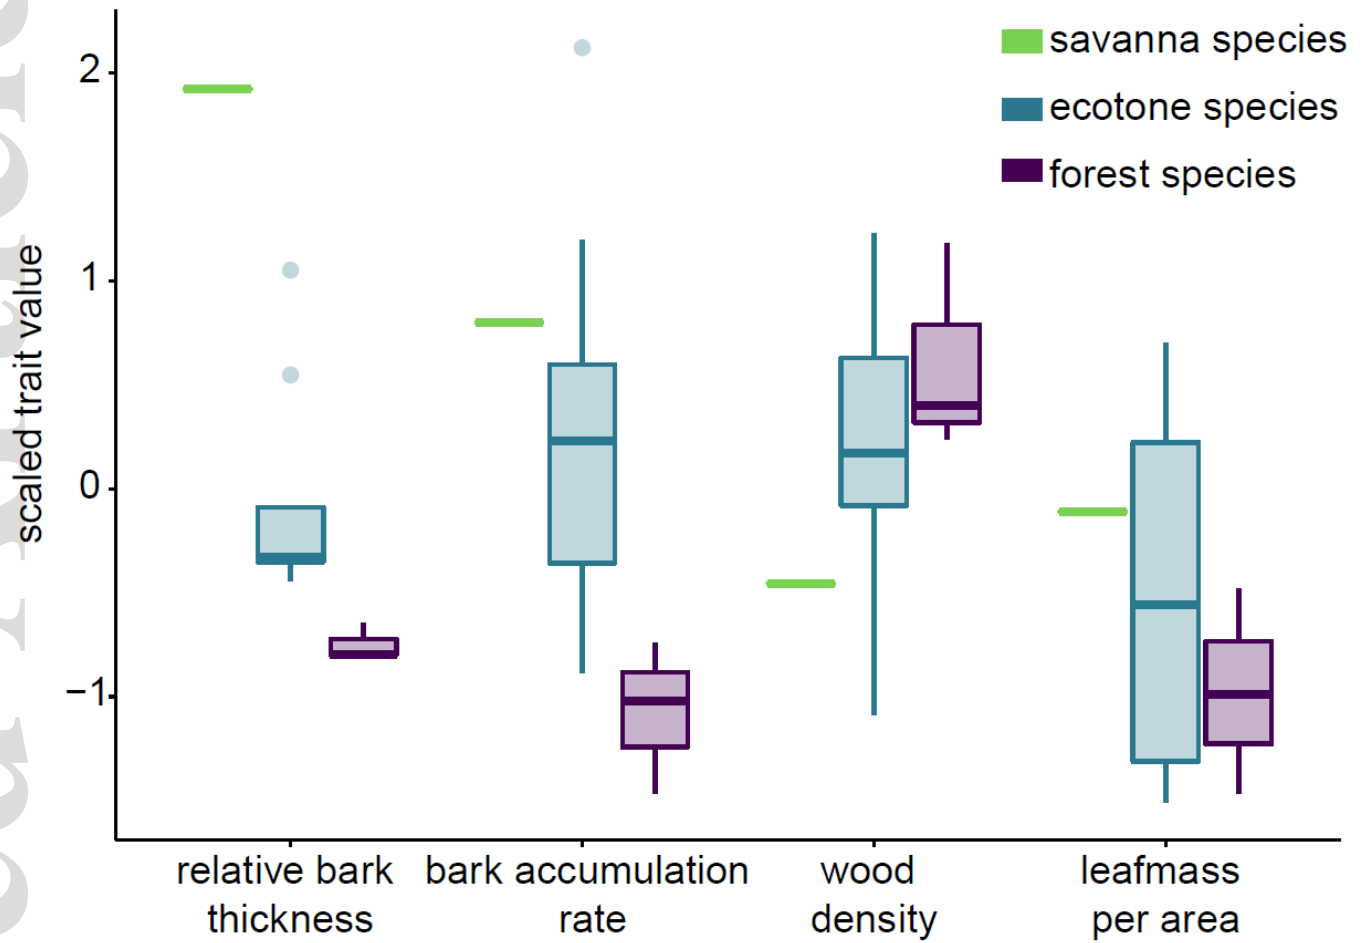 savanna species
ecotone species
forest species
scaled trait value
2
1
0
−1
relative bark thickness
bark accumulation rate
wood density
leafmass per area